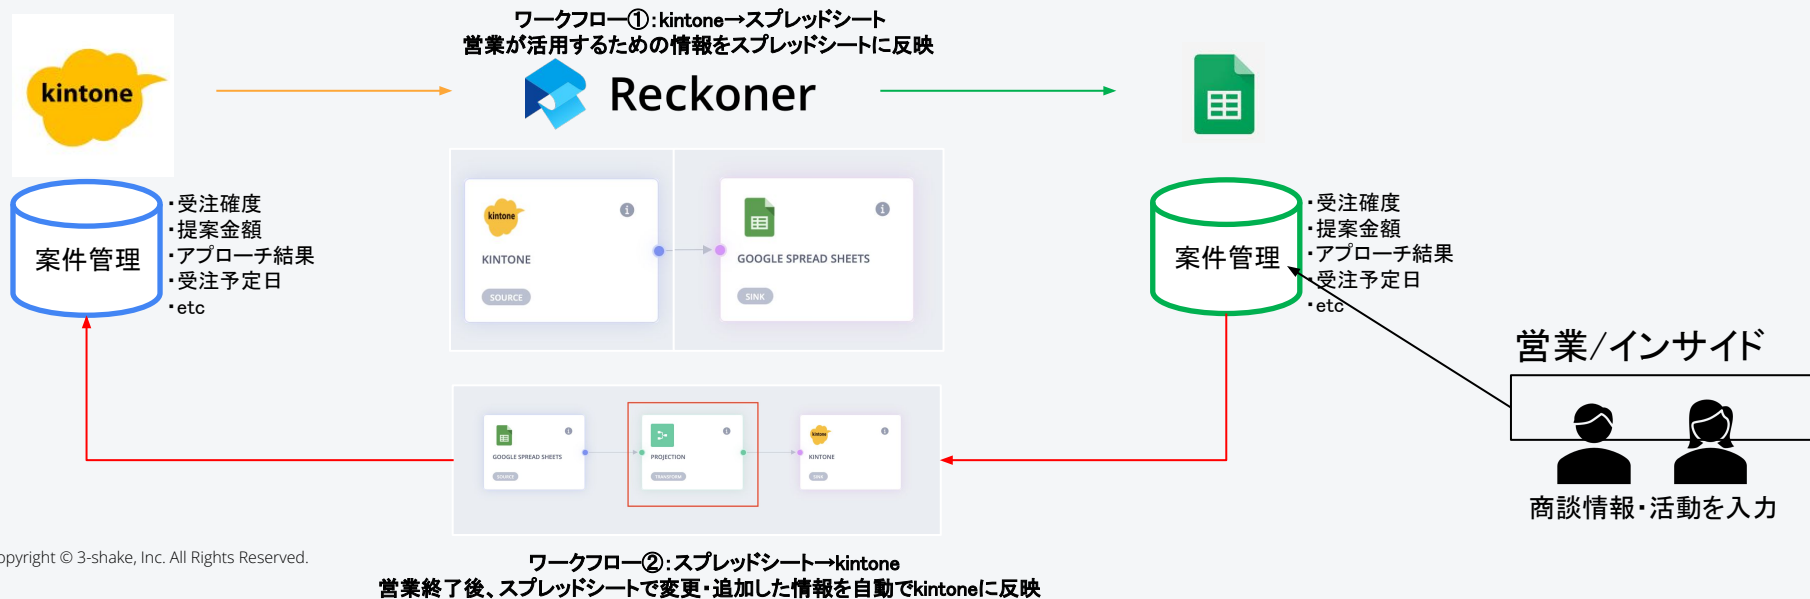 ワークフロー①:kintone→スプレッドシート
営業が活用するための情報をスプレッドシートに反映
kintone
Reckoner
案件管理
・受注確度
・提案金額
・アプローチ結果
・受注予定日
・etc
kintone
KINTONE
SOURCE
GOOGLE SPREAD SHEETS
SINK
案件管理
・受注確度
・提案金額
・アプローチ結果
・受注予定日
・etc
営業/インサイド
商談情報・活動を入力
GOOGLE SPREAD SHEETS
SOURCE
PROJECTION
TRANSFORM
kintone
KINTONE
SINK
opyright © 3-shake, Inc. All Rights Reserved.
ワークフロー②:スプレッドシート→kintone
営業終了後、スプレッドシートで変更・追加した情報を自動でkintoneに反映